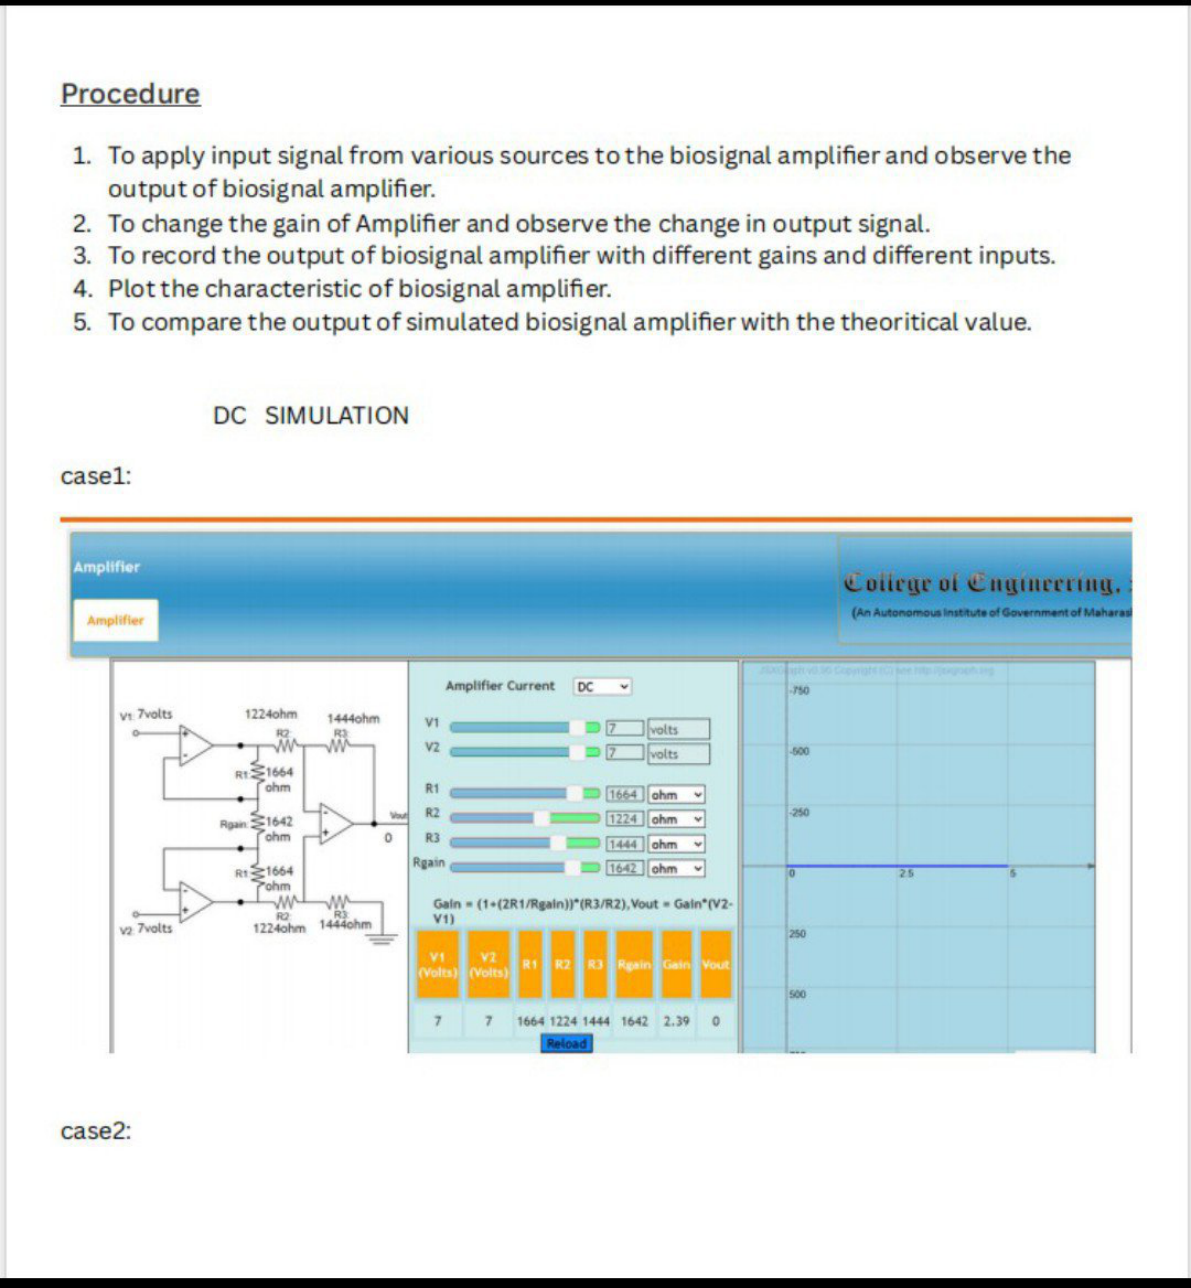 Procedure
1. To apply input signal from various sources to the biosignal amplifier and observe the
output of biosignal amplifier.
2. To change the gain of Amplifier and observe the change in output signal.
3. To record the output of biosignal amplifier with different gains and different inputs.
4. Plot the characteristic of biosignal amplifier.
5. To compare the output of simulated biosignal amplifier with the theoritical value.
DC SIMULATION
case1:
Amplifier
College of Engineering,
(An Autonomous Institute of Government of Maharas
Amplifier
V1: 7volts
1224ohm
1444ohm
R2:
R3:
R1:
1664
ohm
Rgain:
1642
ohm
Vout
0
R1:
1664
ohm
R2:
R3:
V2: 7volts
1224ohm
1444ohm
Amplifier Current DC
V1 7 volts
V2 7 volts
R1 1664 ohm
R2 1224 ohm
R3 1444 ohm
Rgain 1642 ohm
Gain = (1+(2R1/Rgain))*(R3/R2),Vout = Gain*(V2-
V1)
V1 (Volts) V2 (Volts) R1 R2 R3 Rgain Gain Vout
7 7 1664 1224 1444 1642 2.39 0
Reload
-750
-500
-250
0 2.5 5
250
500
case2: